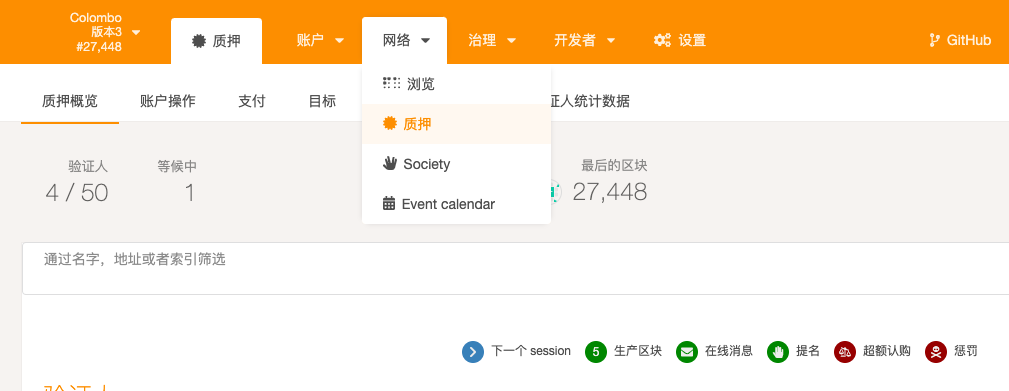 Colombo
版本3
#27,448
质押
账户
网络
治理
开发者
设置
GitHub
浏览
质押
Society
Event calendar
质押概览
账户操作
支付
目标
证人统计数据
验证人
4 / 50
等候中
1
最后的区块
27,448
通过名字，地址或者索引筛选
下一个 session
5 生产区块
在线消息
提名
超额认购
惩罚
验证人